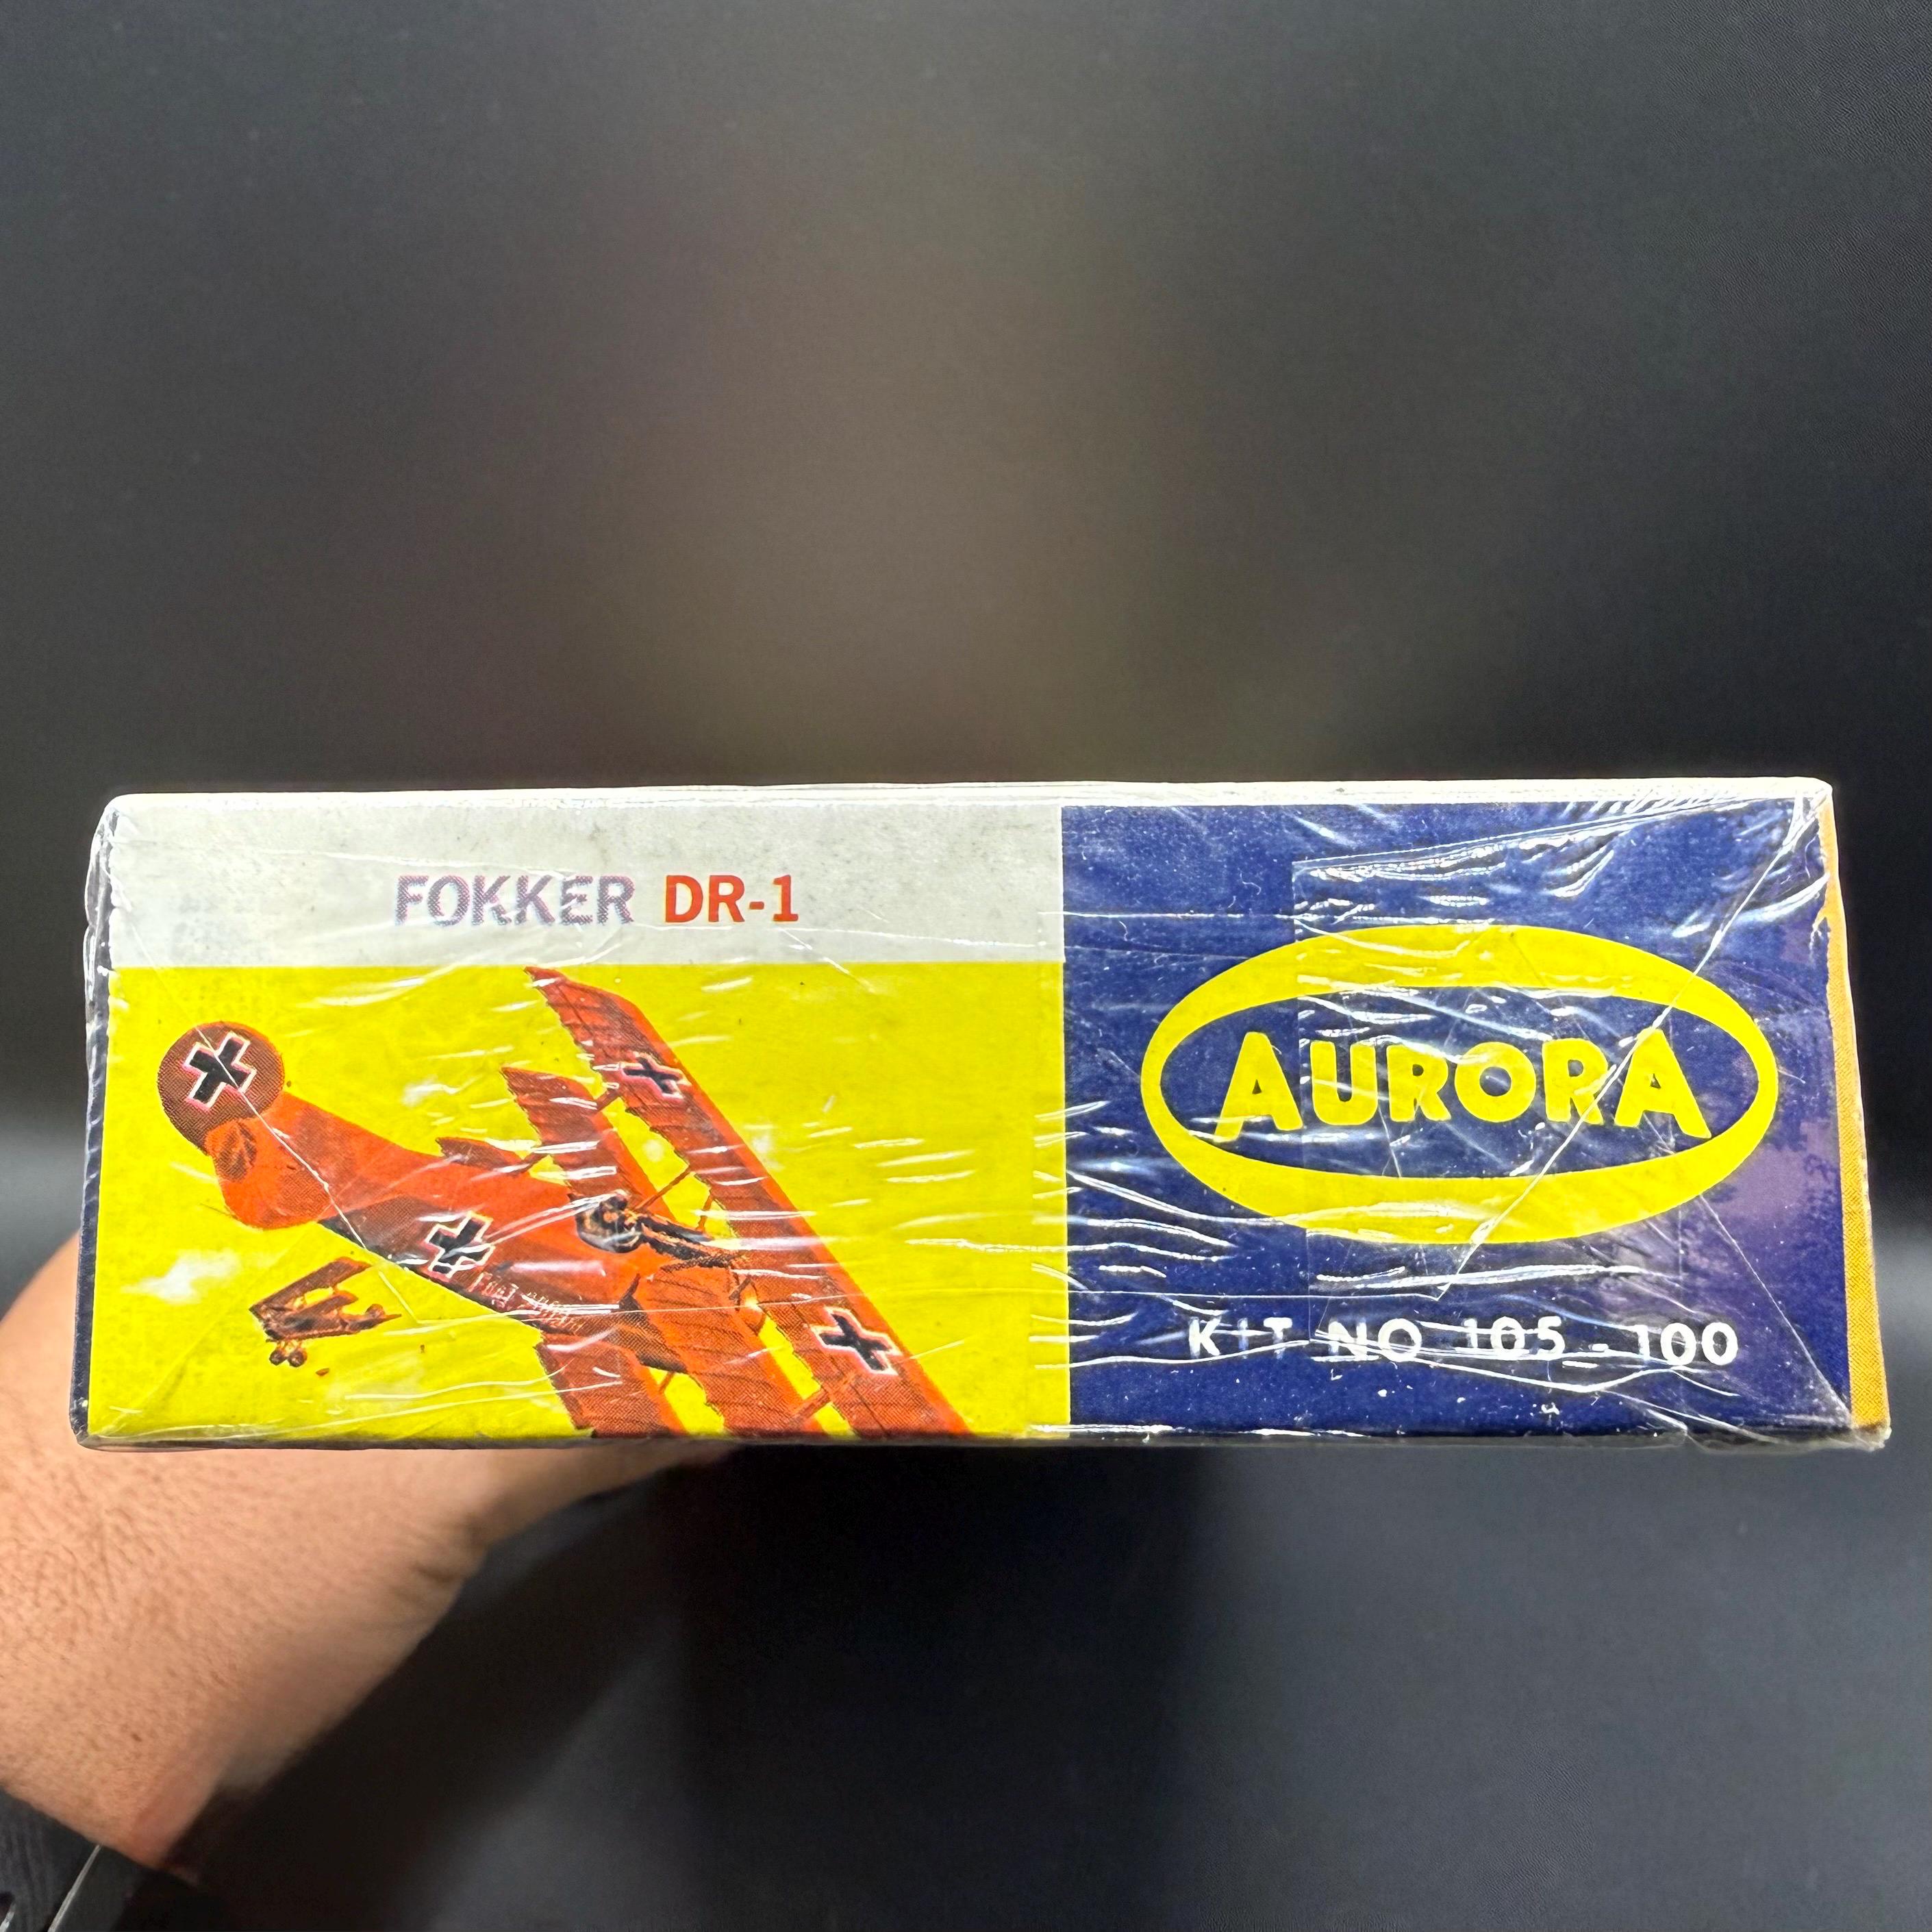 FOKKER DR-1
AURORA
KIT NO 105-100